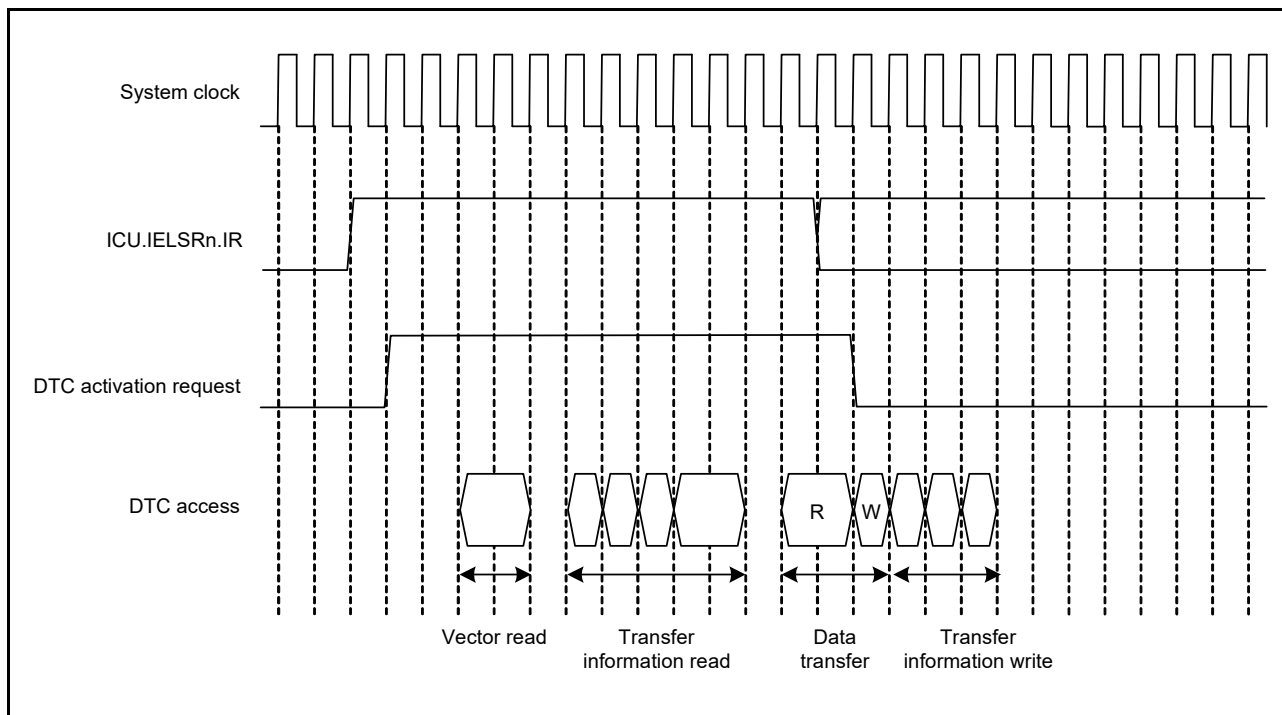 System clock
ICU.IELSRn.IR
DTC activation request
DTC access
R
W
Vector read
Transfer
information read
Data
transfer
Transfer
information write